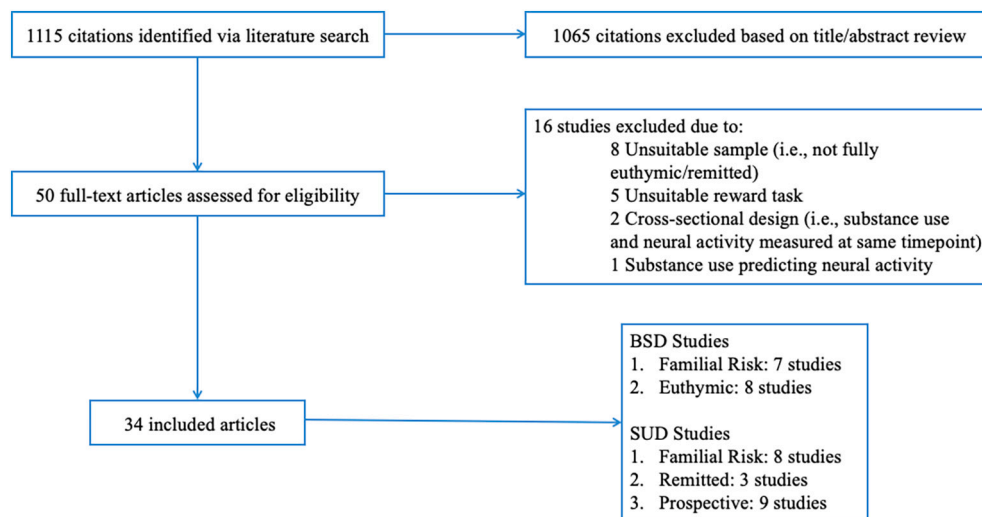 1115 citations identified via literature search
1065 citations excluded based on title/abstract review
16 studies excluded due to:
8 Unsuitable sample (i.e., not fully
euthymic/remitted)
5 Unsuitable reward task
2 Cross-sectional design (i.e., substance use
and neural activity measured at same timepoint)
1 Substance use predicting neural activity
50 full-text articles assessed for eligibility
34 included articles
BSD Studies
1. Familial Risk: 7 studies
2. Euthymic: 8 studies
SUD Studies
1. Familial Risk: 8 studies
2. Remitted: 3 studies
3. Prospective: 9 studies